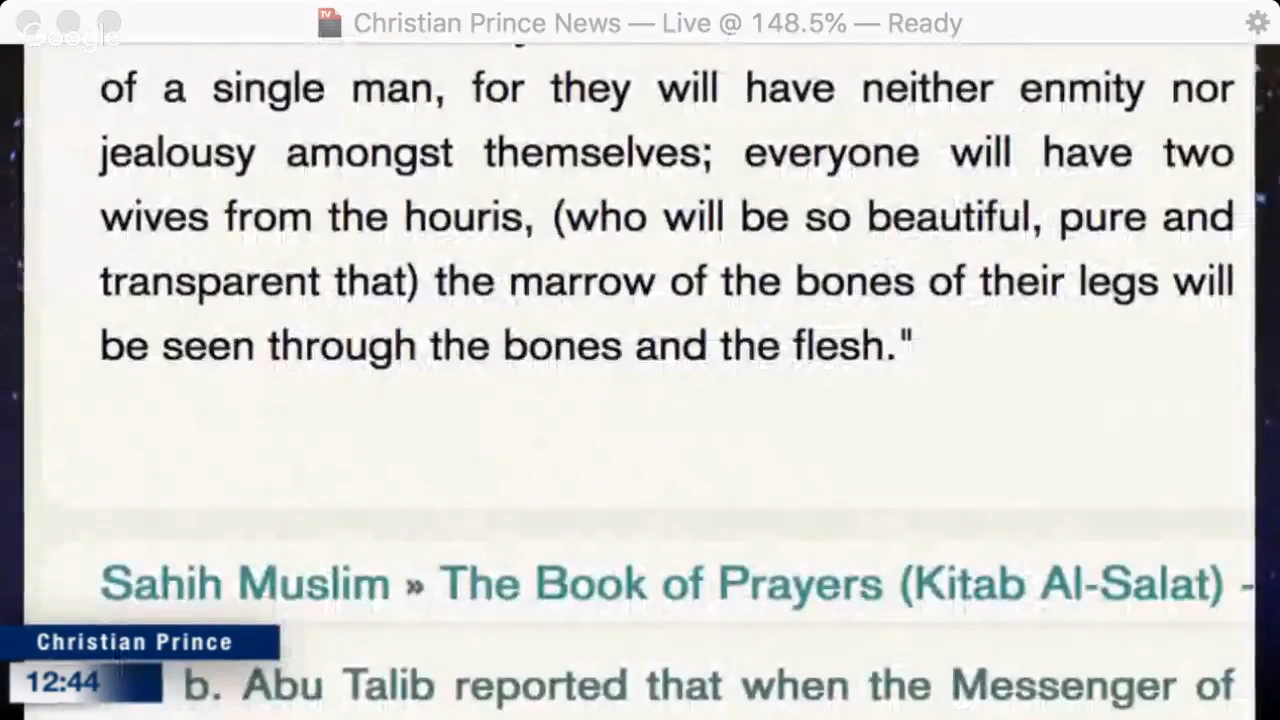 Google
Christian Prince News — Live @ 148.5% — Ready
of a single man, for they will have neither enmity nor
jealousy amongst themselves; everyone will have two
wives from the houris, (who will be so beautiful, pure and
transparent that) the marrow of the bones of their legs will
be seen through the bones and the flesh."
Sahih Muslim » The Book of Prayers (Kitab Al-Salat) -
Christian Prince
12:44
b. Abu Talib reported that when the Messenger of